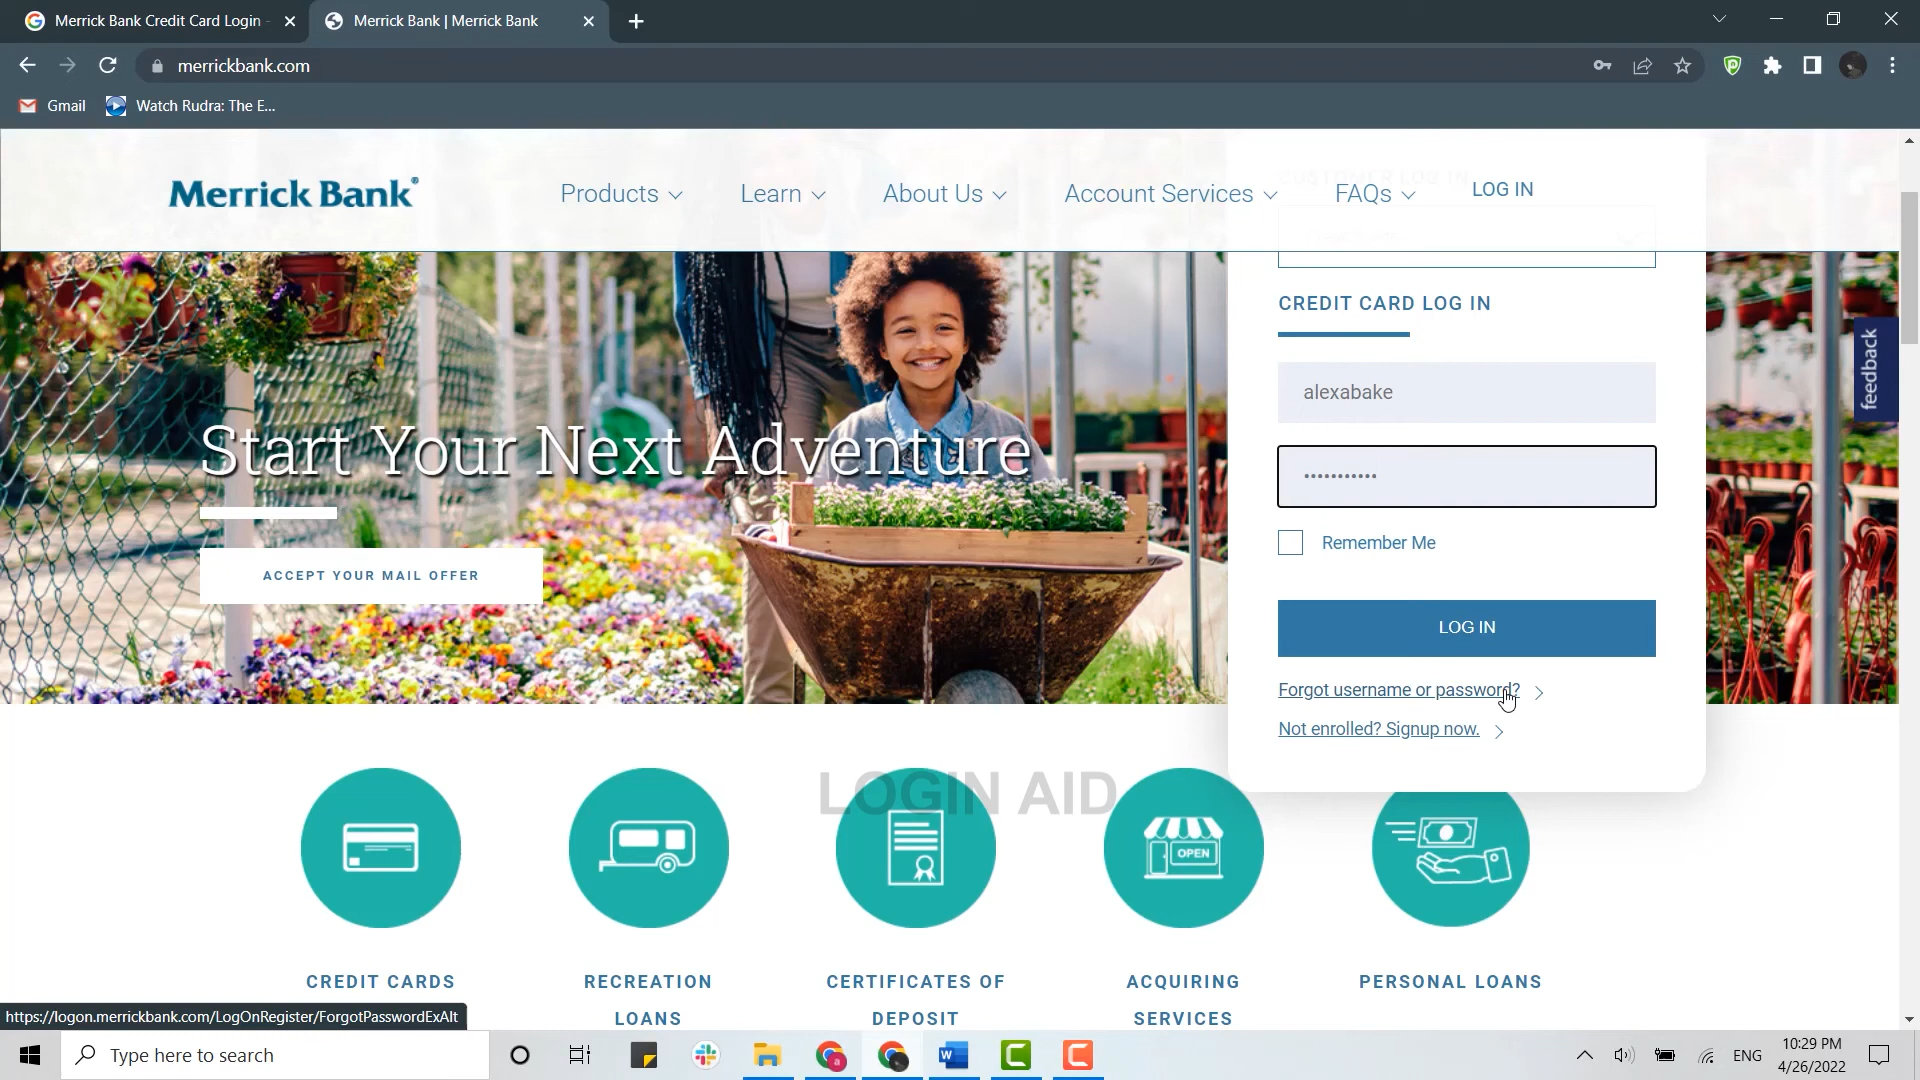 Merrick Bank Credit Card Login -
Merrick Bank | Merrick Bank
merrickbank.com
Gmail
Watch Rudra: The E...
Merrick Bank®
Products
Learn
About Us
Account Services
FAQs
LOG IN
CUSTOMER LOG IN
CREDIT CARD LOG IN
alexabake
•••••••••••
Remember Me
LOG IN
Forgot username or password?
Not enrolled? Signup now.
feedback
Start Your Next Adventure
ACCEPT YOUR MAIL OFFER
LOGIN AID
OPEN
CREDIT CARDS
RECREATION
LOANS
CERTIFICATES OF
DEPOSIT
ACQUIRING
SERVICES
PERSONAL LOANS
https://logon.merrickbank.com/LogOnRegister/ForgotPasswordExAlt
Type here to search
ENG
10:29 PM
4/26/2022